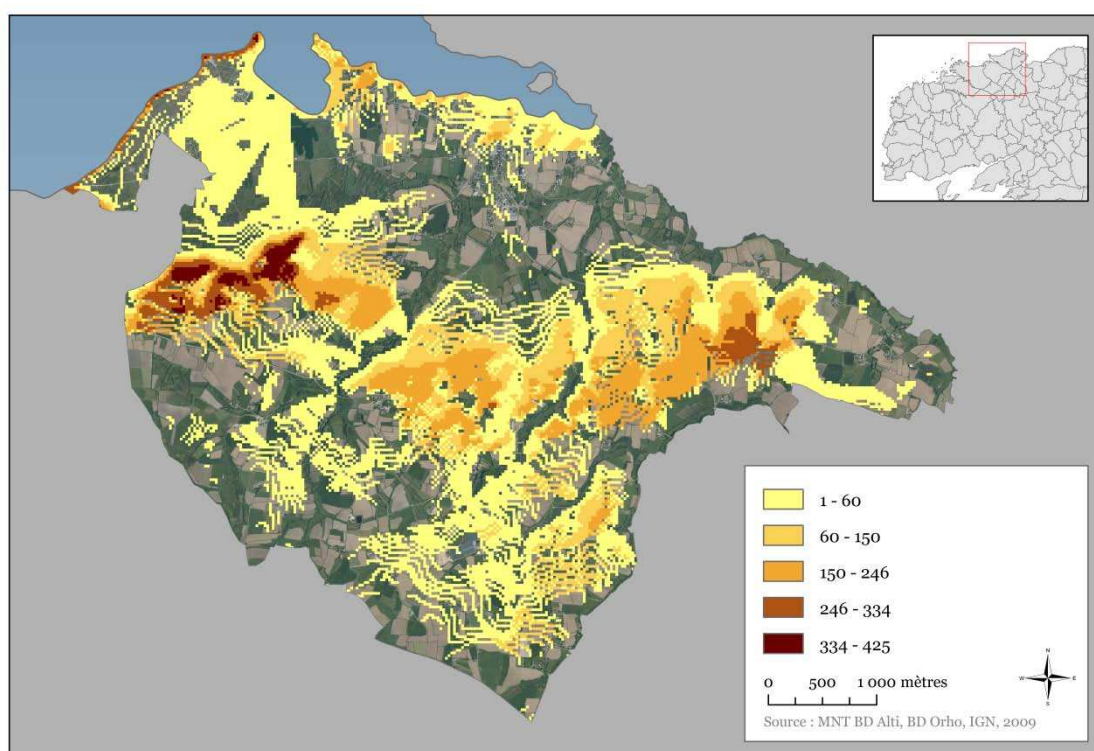 1 - 60
60 - 150
150 - 246
246 - 334
334 - 425
0 500 1 000 mètres
N
W E
S
Source : MNT BD Alti, BD Orho, IGN, 2009